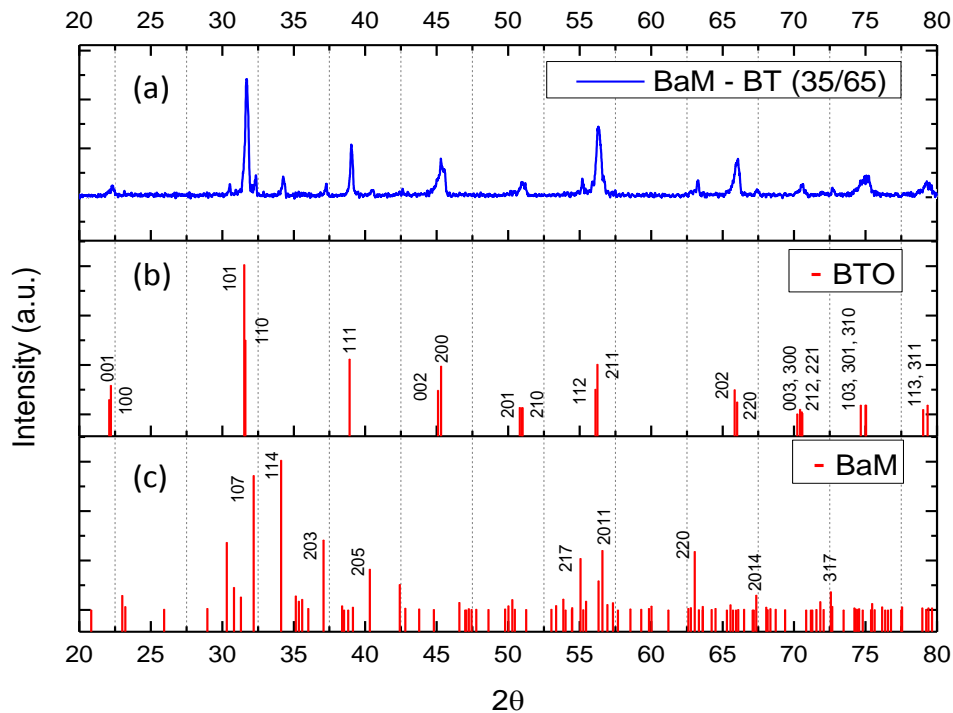 20 25 30 35 40 45 50 55 60 65 70 75 80
(a)
BaM - BT (35/65)
(b)
BTO
001
100
101
110
111
002
200
201
210
112
211
202
220
003, 300
212, 221
103, 301, 310
113, 311
Intensity (a.u.)
(c)
BaM
107
114
203
205
217
2011
220
2014
317
20 25 30 35 40 45 50 55 60 65 70 75 80
2θ